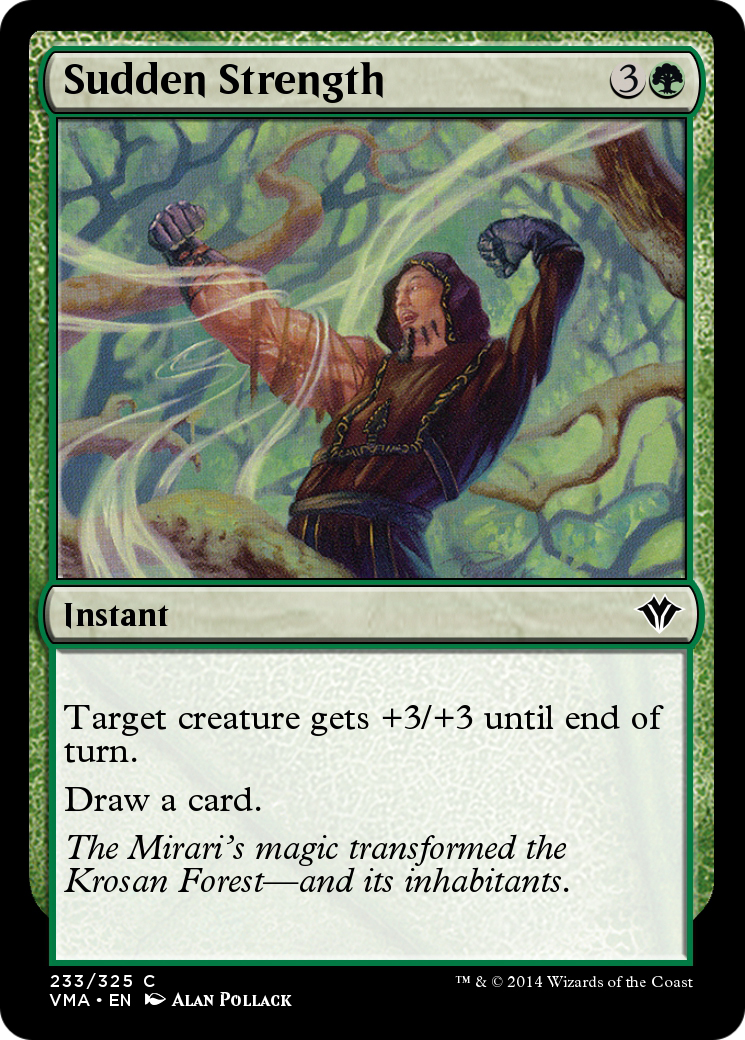 Sudden Strength 3
Instant
Target creature gets +3/+3 until end of
turn.
Draw a card.
The Mirari's magic transformed the
Krosan Forest—and its inhabitants.
233/325 C
VMA • EN Alan Pollack
™ & © 2014 Wizards of the Coast